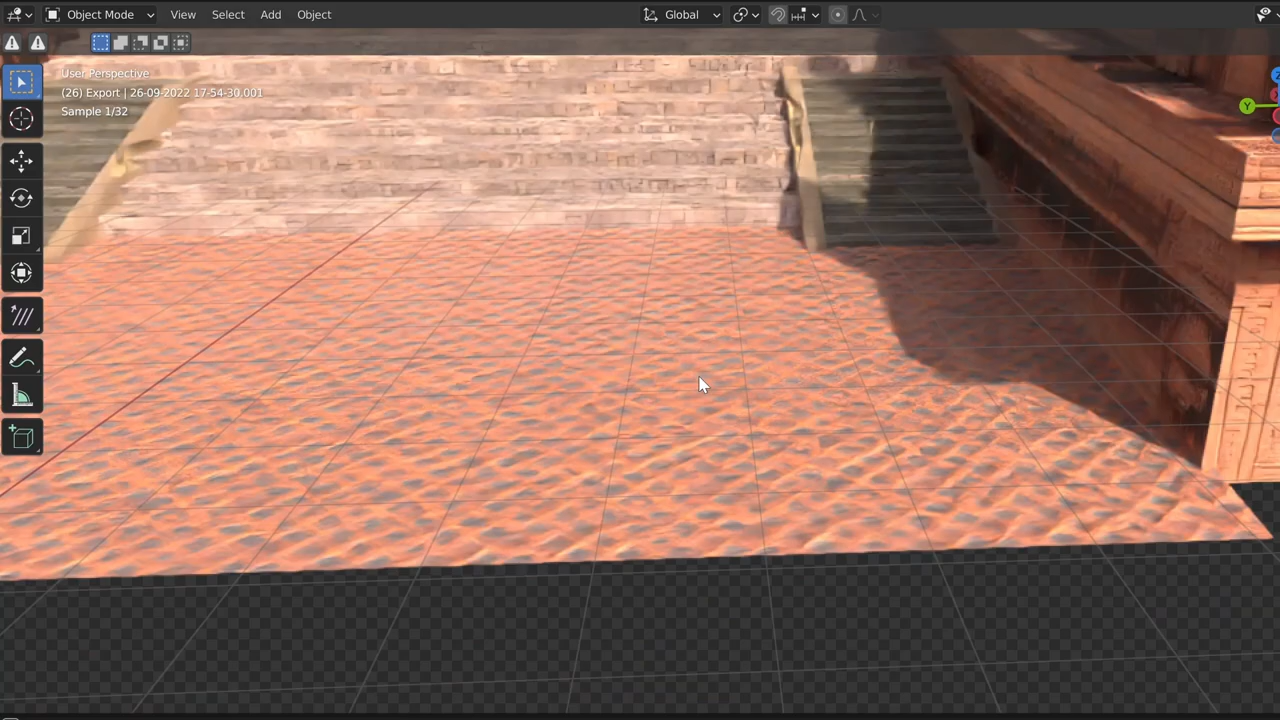 Object Mode View Select Add Object Global
User Perspective
(26) Export | 26-09-2022 17-54-30.001
Sample 1/32
Y